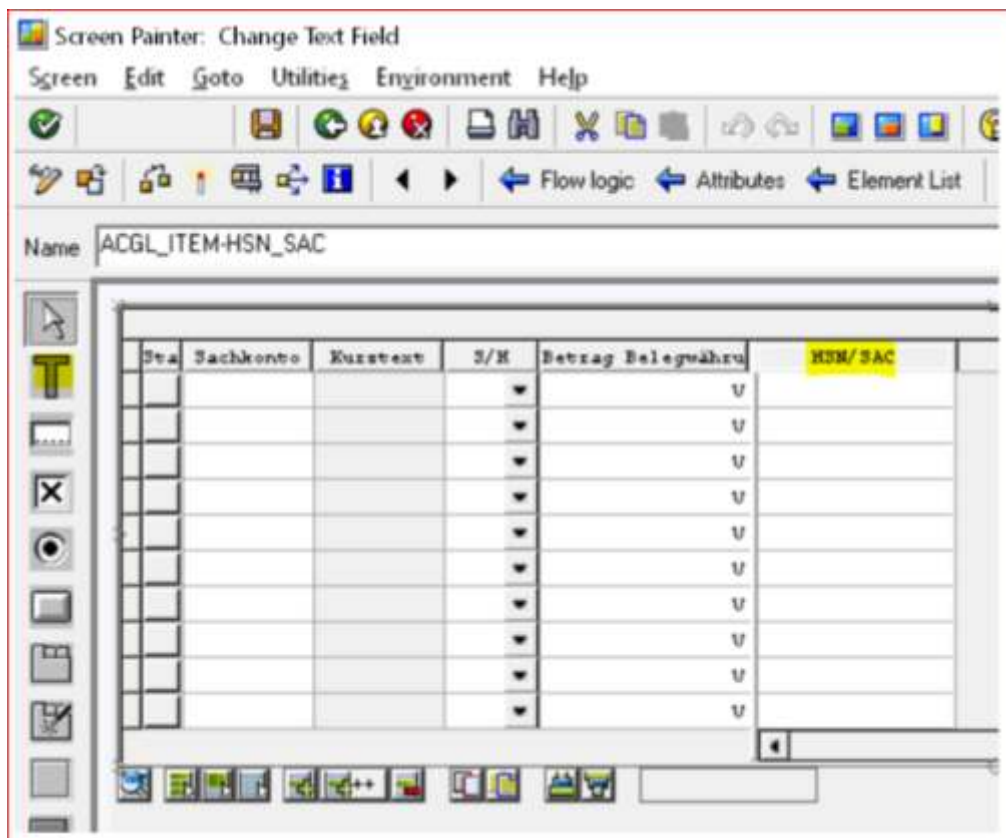 Screen Painter: Change Text Field
Screen Edit Goto Utilities Environment Help
Flow logic Attributes Element List
Name ACGL_ITEM-HSN_SAC
T
Sta Sachkonto Kurztext S/H Betrag Belegwähru HSN/SAC
U
U
U
U
U
U
U
U
U
U